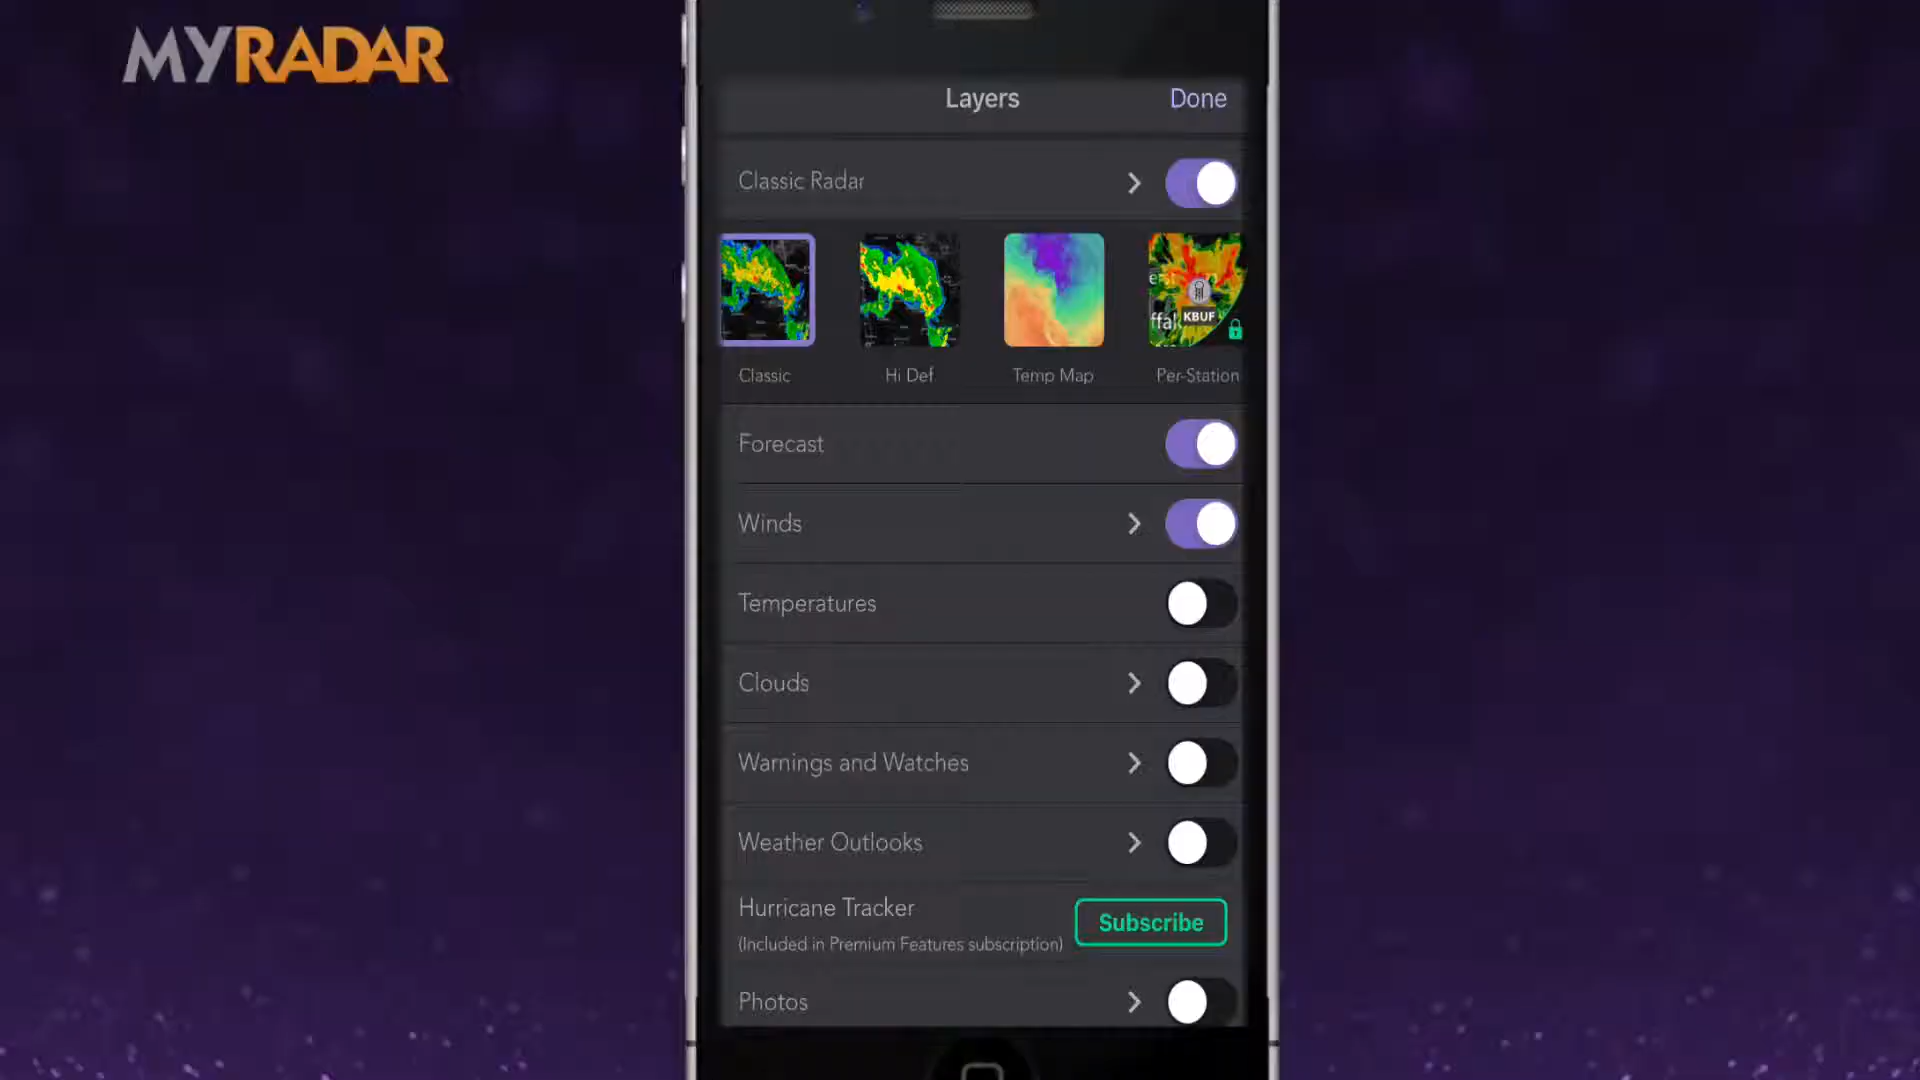 MYRADAR
Layers
Done
Classic Radar
KBUF
Classic
Hi Def
Temp Map
Per-Station
Forecast
Winds
Temperatures
Clouds
Warnings and Watches
Weather Outlooks
Hurricane Tracker
(Included in Premium Features subscription)
Subscribe
Photos